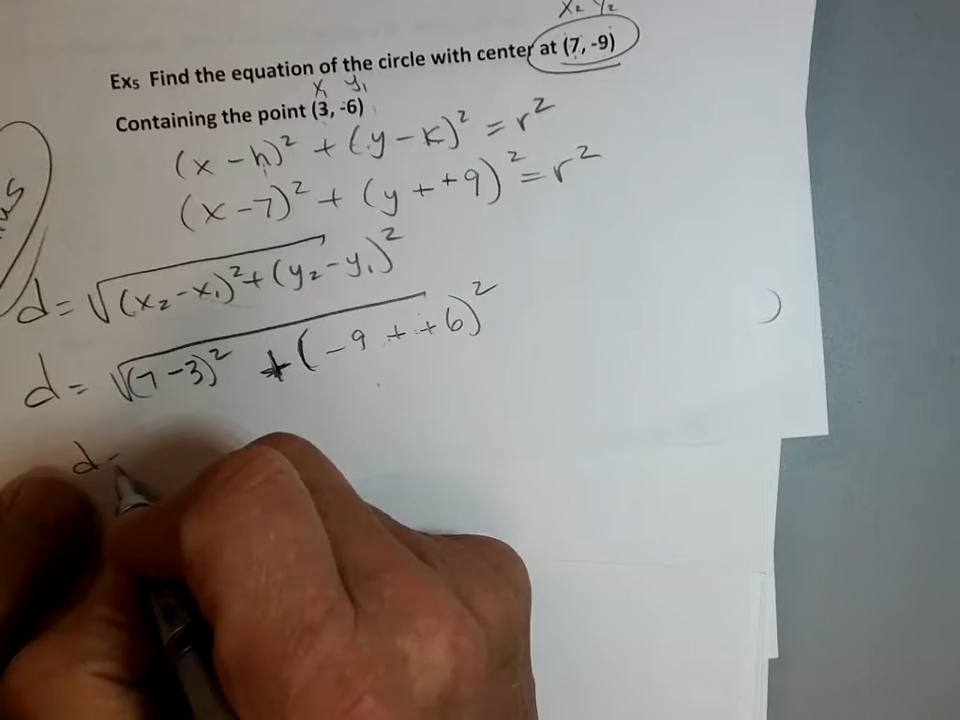 x₂ y₂
Ex₅ Find the equation of the circle with center at (7, -9)
x₁ y₁
Containing the point (3, -6)
(x - h)² + (y - k)² = r²
(x - 7)² + (y + +9)² = r²
d = √(x₂ - x₁)² + (y₂ - y₁)²
d = √(7 - 3)² + (-9 + +6)²
d =